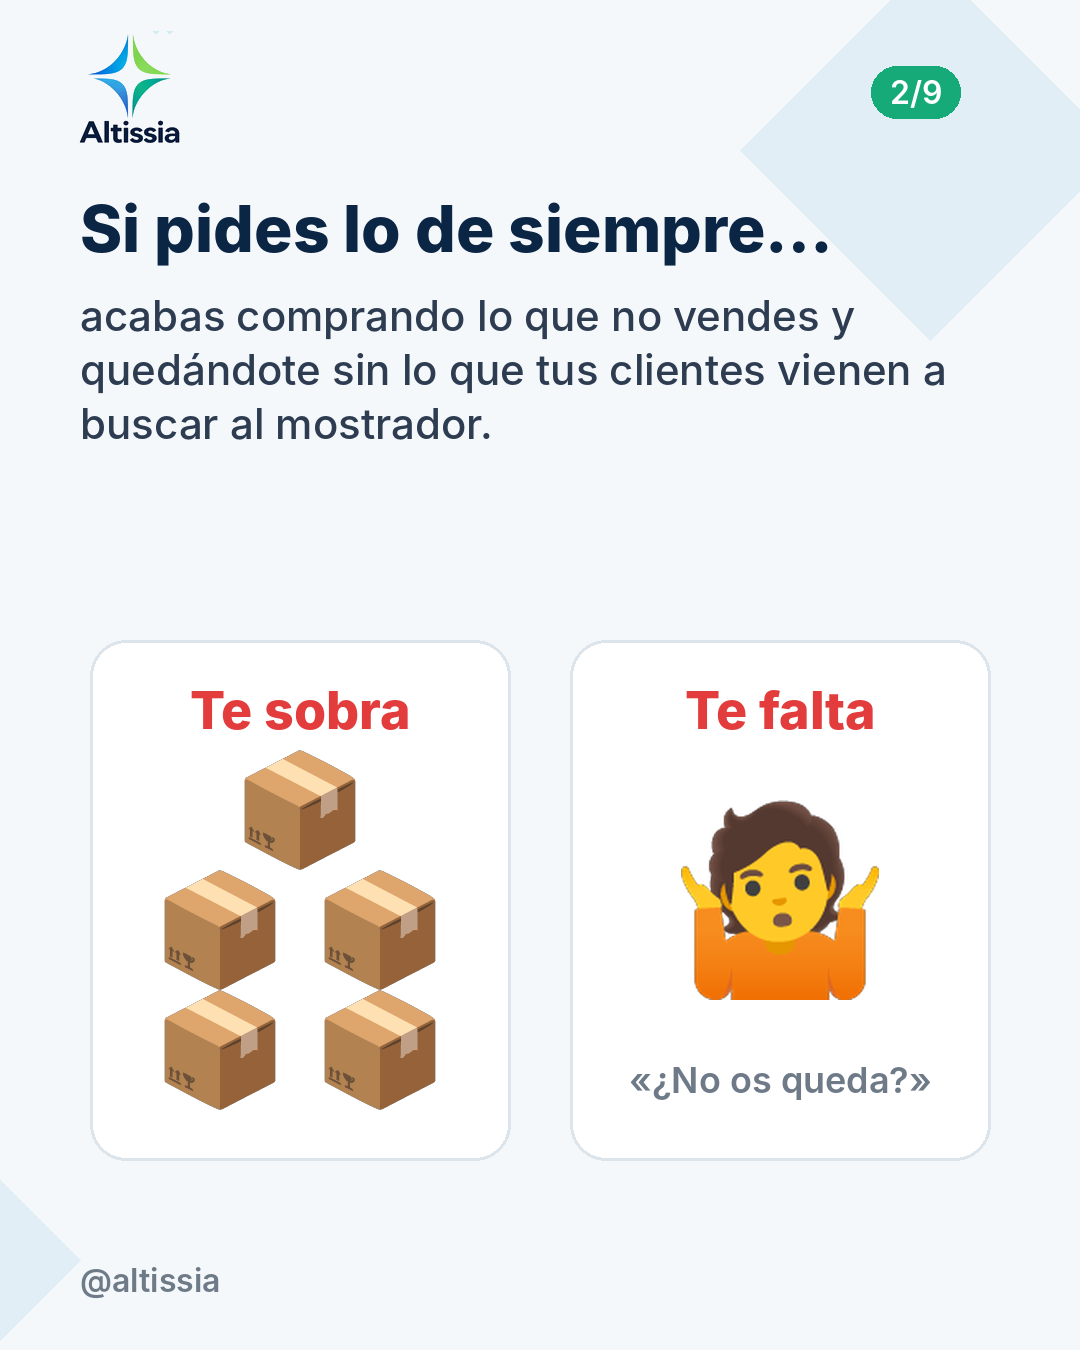 Altissia
2/9
Si pides lo de siempre...
acabas comprando lo que no vendes y
quedándote sin lo que tus clientes vienen a
buscar al mostrador.
Te sobra
Te falta
«¿No os queda?»
@altissia